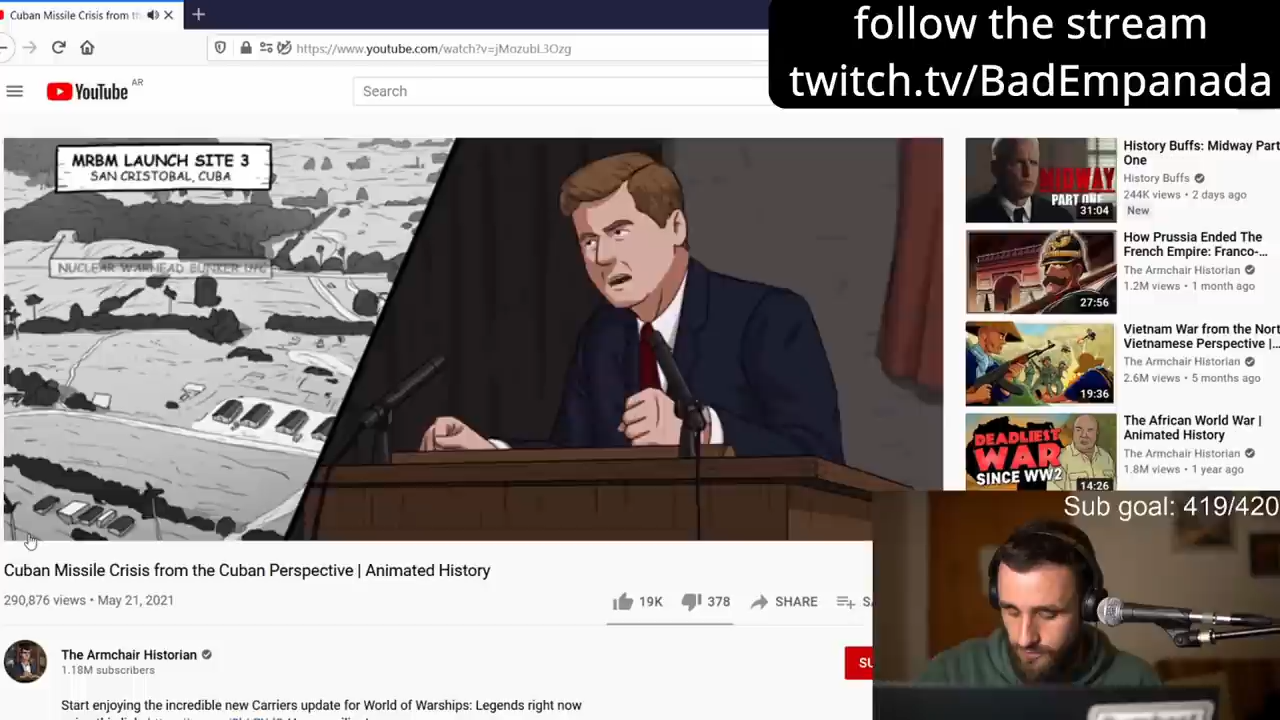 Cuban Missile Crisis from th
follow the stream
twitch.tv/BadEmpanada
https://www.youtube.com/watch?v=jMozubL3Ozg
YouTube AR
Search
MRBM LAUNCH SITE 3
SAN CRISTOBAL, CUBA
NUCLEAR WARHEAD BUNKER U/C
MIDWAY
PART ONE
31:04
History Buffs: Midway Part
One
History Buffs
244K views • 2 days ago
New
27:56
How Prussia Ended The
French Empire: Franco-...
The Armchair Historian
1.2M views • 1 month ago
19:36
Vietnam War from the Nor
Vietnamese Perspective |...
The Armchair Historian
2.6M views • 5 months ago
DEADLIEST
WAR
SINCE WW2
14:26
The African World War |
Animated History
The Armchair Historian
1.8M views • 1 year ago
Sub goal: 419/420
Cuban Missile Crisis from the Cuban Perspective | Animated History
290,876 views • May 21, 2021
19K 378 SHARE SA
The Armchair Historian
1.18M subscribers
SU
Start enjoying the incredible new Carriers update for World of Warships: Legends right now